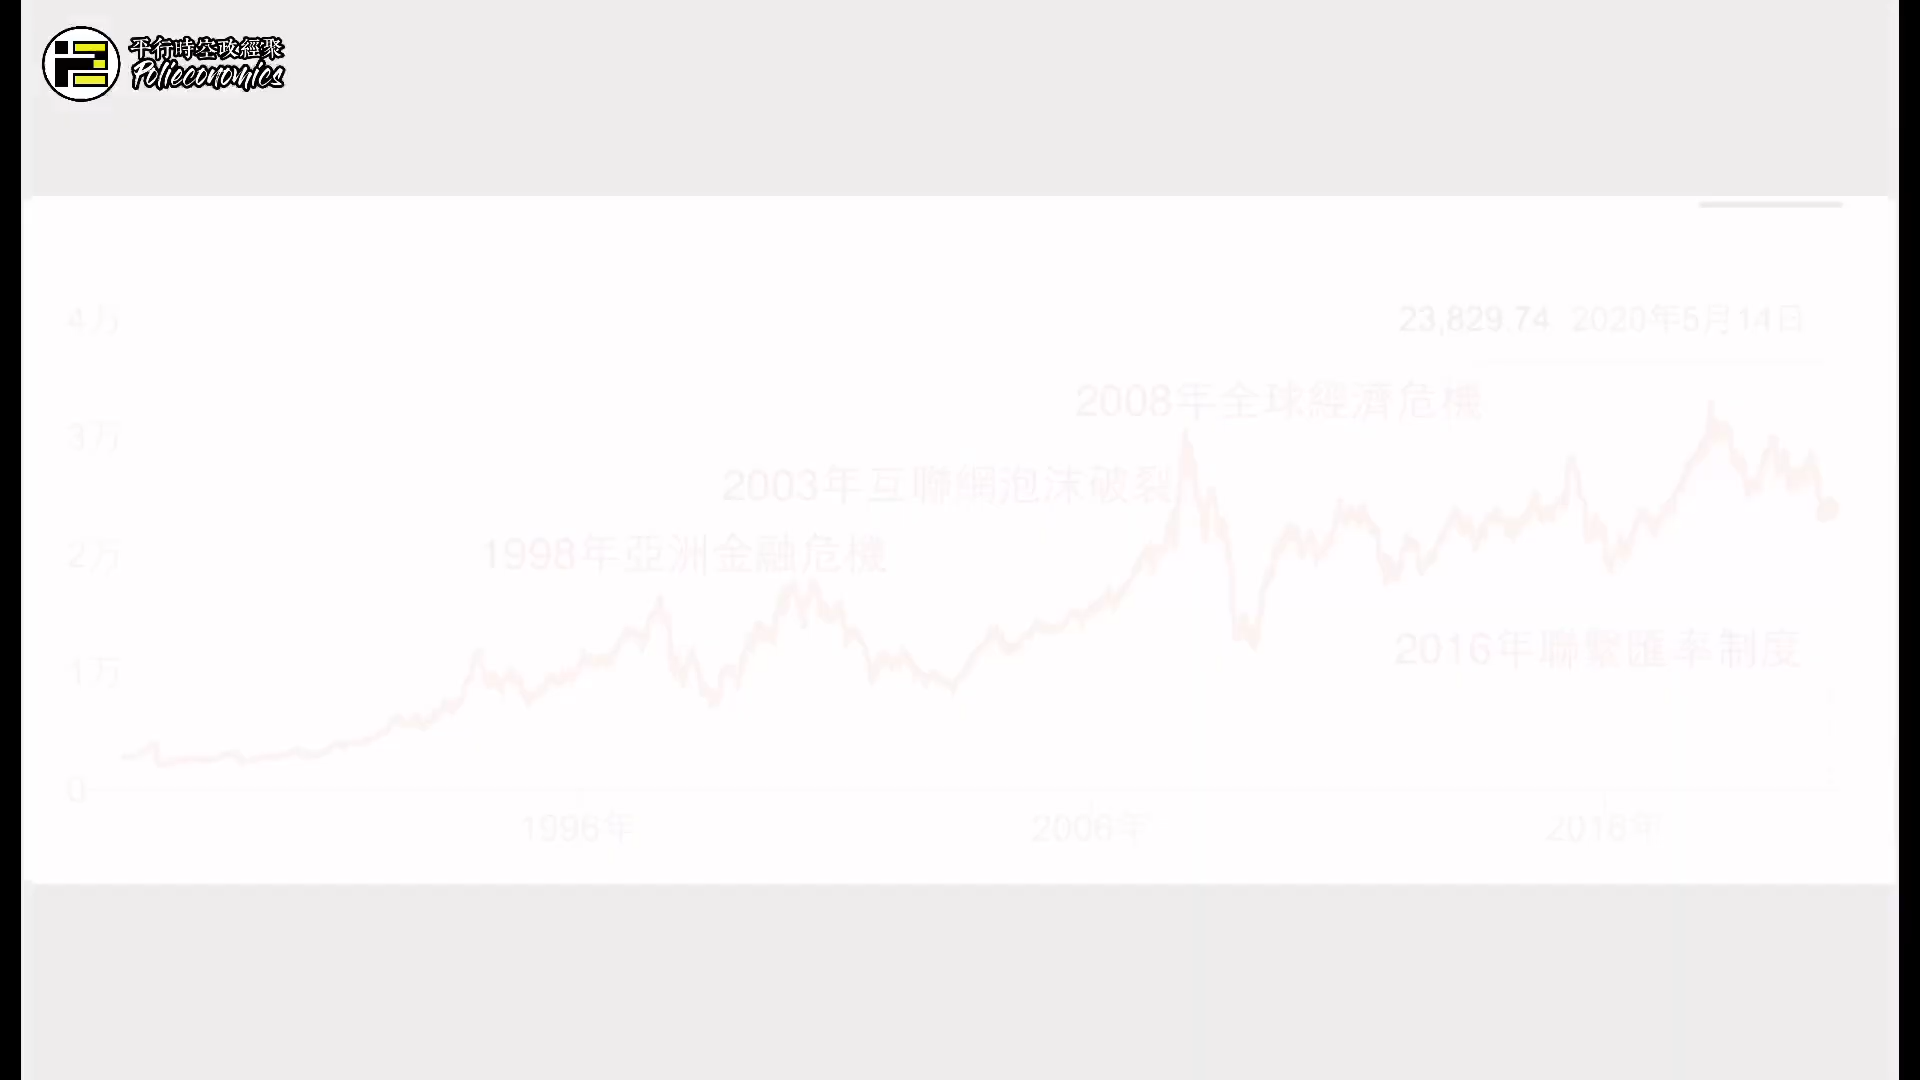 平行時空政經聚
Polieconomics
4万
23,829.74 2020年5月14日
2008年全球經濟危機
3万
2003年互聯網泡沫破裂
1998年亞洲金融危機
2万
2016年聯繫匯率制度
1万
0
1996年
2006年
2016年